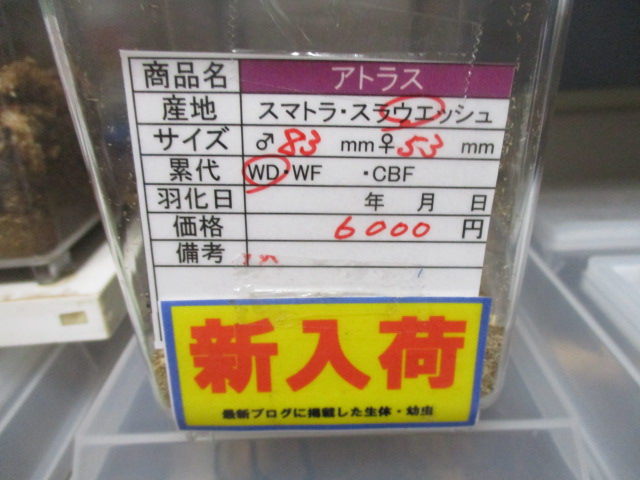 商品名 アトラス
産地 スマトラ・スラウエッシュ
サイズ ♂83 mm♀53 mm
累代 WD・WF ・CBF
羽化日 年 月 日
価格 6000 円
備考
新入荷
最新ブログに掲載した生体・幼虫